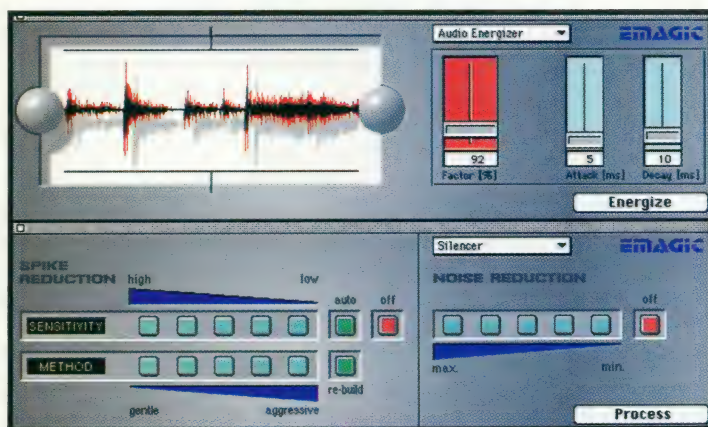 Audio Energizer
EMAGIC
92
5
10
Factor [%]
Attack [ms]
Decay [ms]
Energize
SPIKE
REDUCTION
high
low
auto
off
SENSITIVITY
METHOD
re-build
gentle
aggressive
Silencer
EMAGIC
NOISE REDUCTION
off
max.
min.
Process